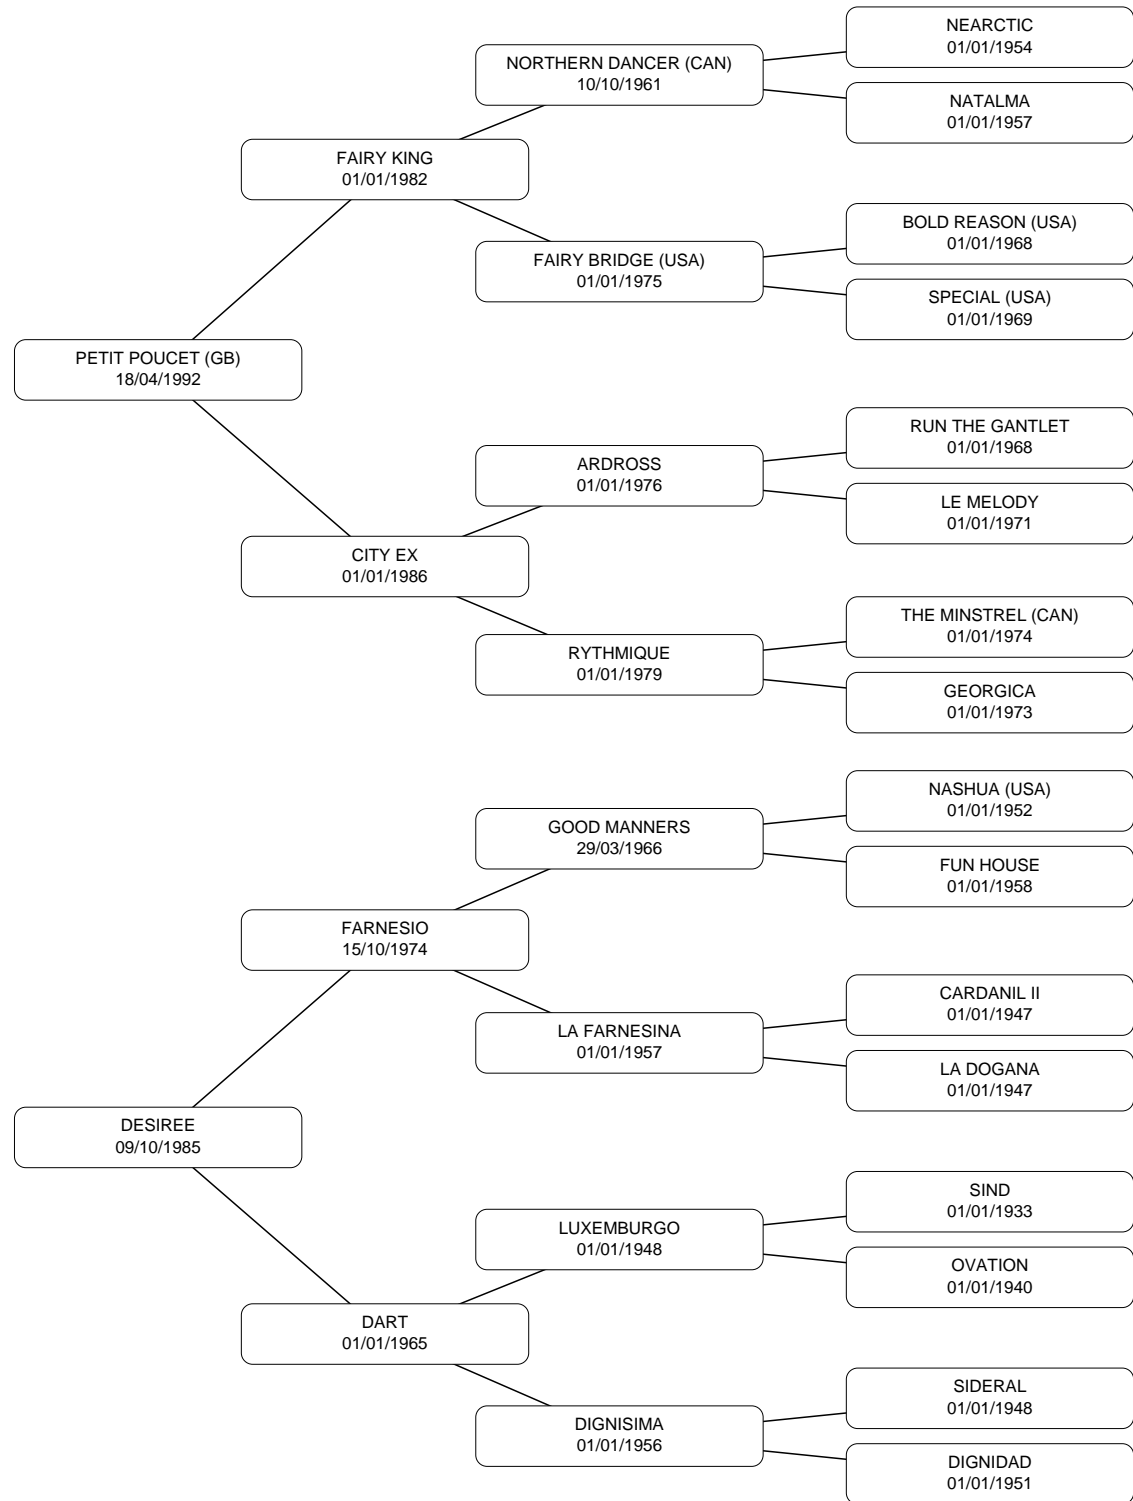 NEARCTIC
01/01/1954
NORTHERN DANCER (CAN)
10/10/1961
NATALMA
01/01/1957
FAIRY KING
01/01/1982
BOLD REASON (USA)
01/01/1968
FAIRY BRIDGE (USA)
01/01/1975
SPECIAL (USA)
01/01/1969
PETIT POUCET (GB)
18/04/1992
RUN THE GANTLET
01/01/1968
ARDROSS
01/01/1976
LE MELODY
01/01/1971
CITY EX
01/01/1986
THE MINSTREL (CAN)
01/01/1974
RYTHMIQUE
01/01/1979
GEORGICA
01/01/1973
NASHUA (USA)
01/01/1952
GOOD MANNERS
29/03/1966
FUN HOUSE
01/01/1958
FARNESIO
15/10/1974
CARDANIL II
01/01/1947
LA FARNESINA
01/01/1957
LA DOGANA
01/01/1947
DESIREE
09/10/1985
SIND
01/01/1933
LUXEMBURGO
01/01/1948
OVATION
01/01/1940
DART
01/01/1965
SIDERAL
01/01/1948
DIGNISIMA
01/01/1956
DIGNIDAD
01/01/1951